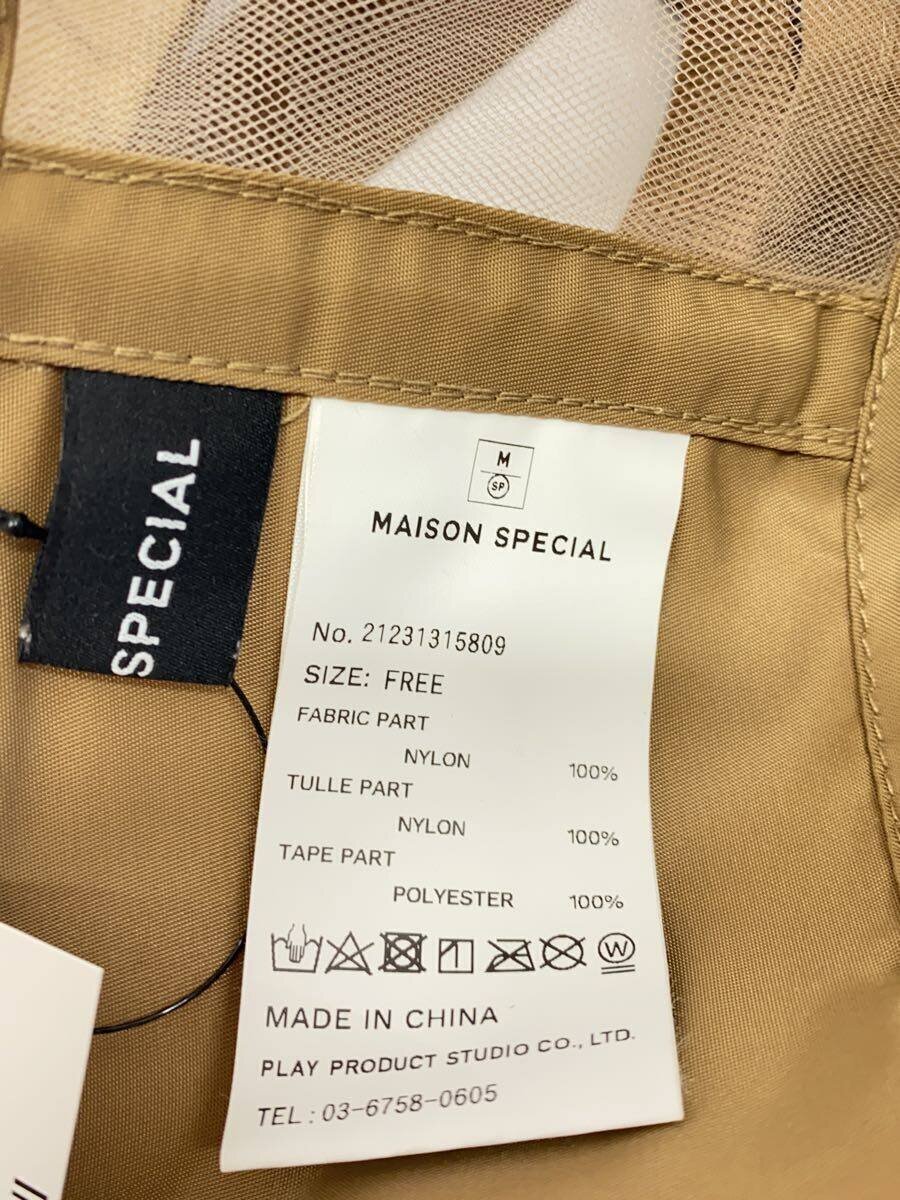 SPECIAL
M
SP
MAISON SPECIAL
No. 21231315809
SIZE: FREE
FABRIC PART
NYLON 100%
TULLE PART
NYLON 100%
TAPE PART
POLYESTER 100%
W
MADE IN CHINA
PLAY PRODUCT STUDIO CO., LTD.
TEL : 03-6758-0605